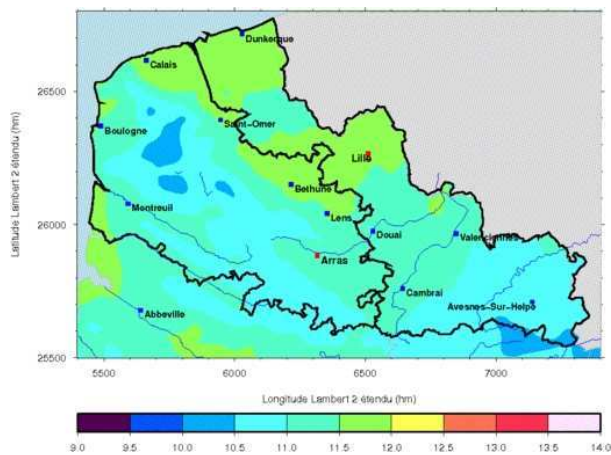 Dunkerque
Calais
26500
Saint-Omer
Boulogne
Lille
Bethune
Lens
Montreuil
26000
Douai
Valenciennes
Arras
Cambrai
Avesnes-Sur-Helpe
Abbeville
25500
Latitude Lambert 2 étendu (hm)
5500 6000 6500 7000
Longitude Lambert 2 étendu (hm)
9.0 9.5 10.0 10.5 11.0 11.5 12.0 12.5 13.0 13.5 14.0